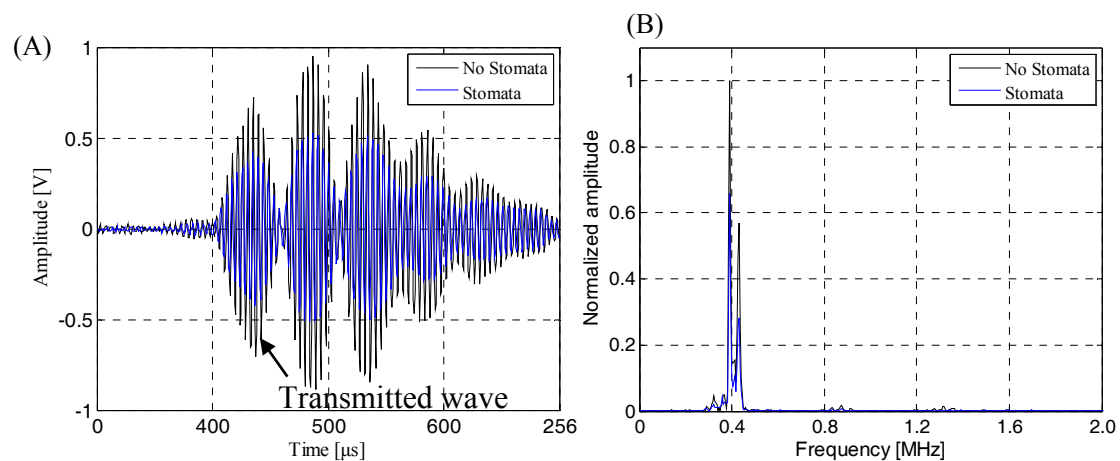 (A)
1
0.5
0
-0.5
-1
Amplitude [V]
No Stomata
Stomata
Transmitted wave
0 400 500 600 256
Time [µs]
(B)
1
0.8
0.6
0.4
0.2
0
Normalized amplitude
No Stomata
Stomata
0 0.4 0.8 1.2 1.6 2.0
Frequency [MHz]